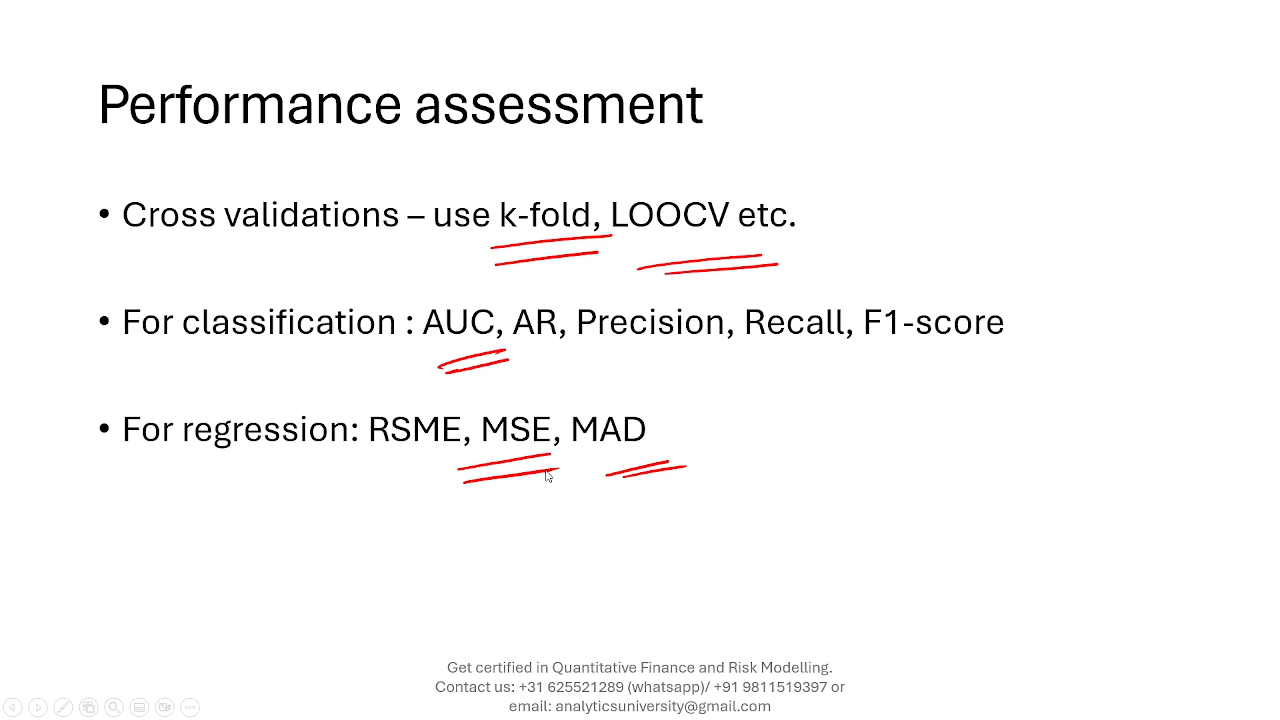 Performance assessment
• Cross validations – use k-fold, LOOCV etc.
• For classification : AUC, AR, Precision, Recall, F1-score
• For regression: RSME, MSE, MAD
Get certified in Quantitative Finance and Risk Modelling.
Contact us: +31 625521289 (whatsapp)/ +91 9811519397 or
email: analyticsuniversity@gmail.com